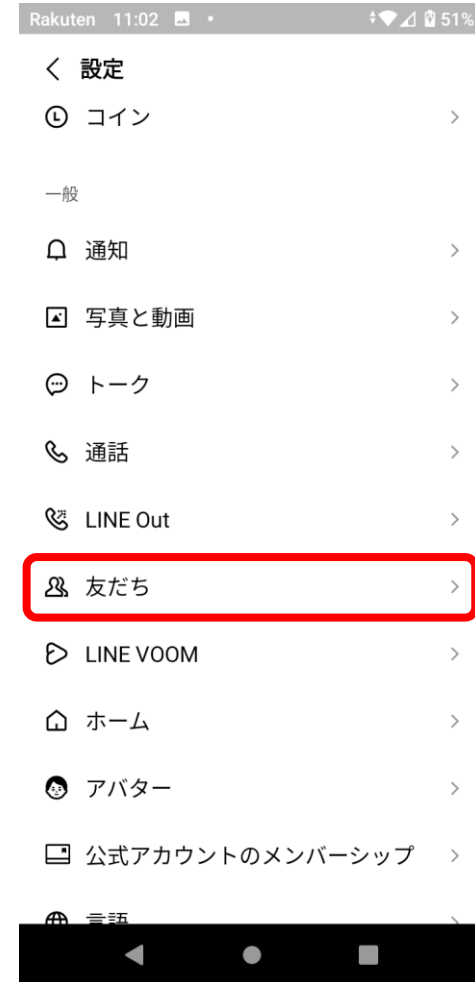 Rakuten 11:02 51%
設定
コイン
一般
通知
写真と動画
トーク
通話
LINE Out
友だち
LINE VOOM
ホーム
アバター
公式アカウントのメンバーシップ
言語